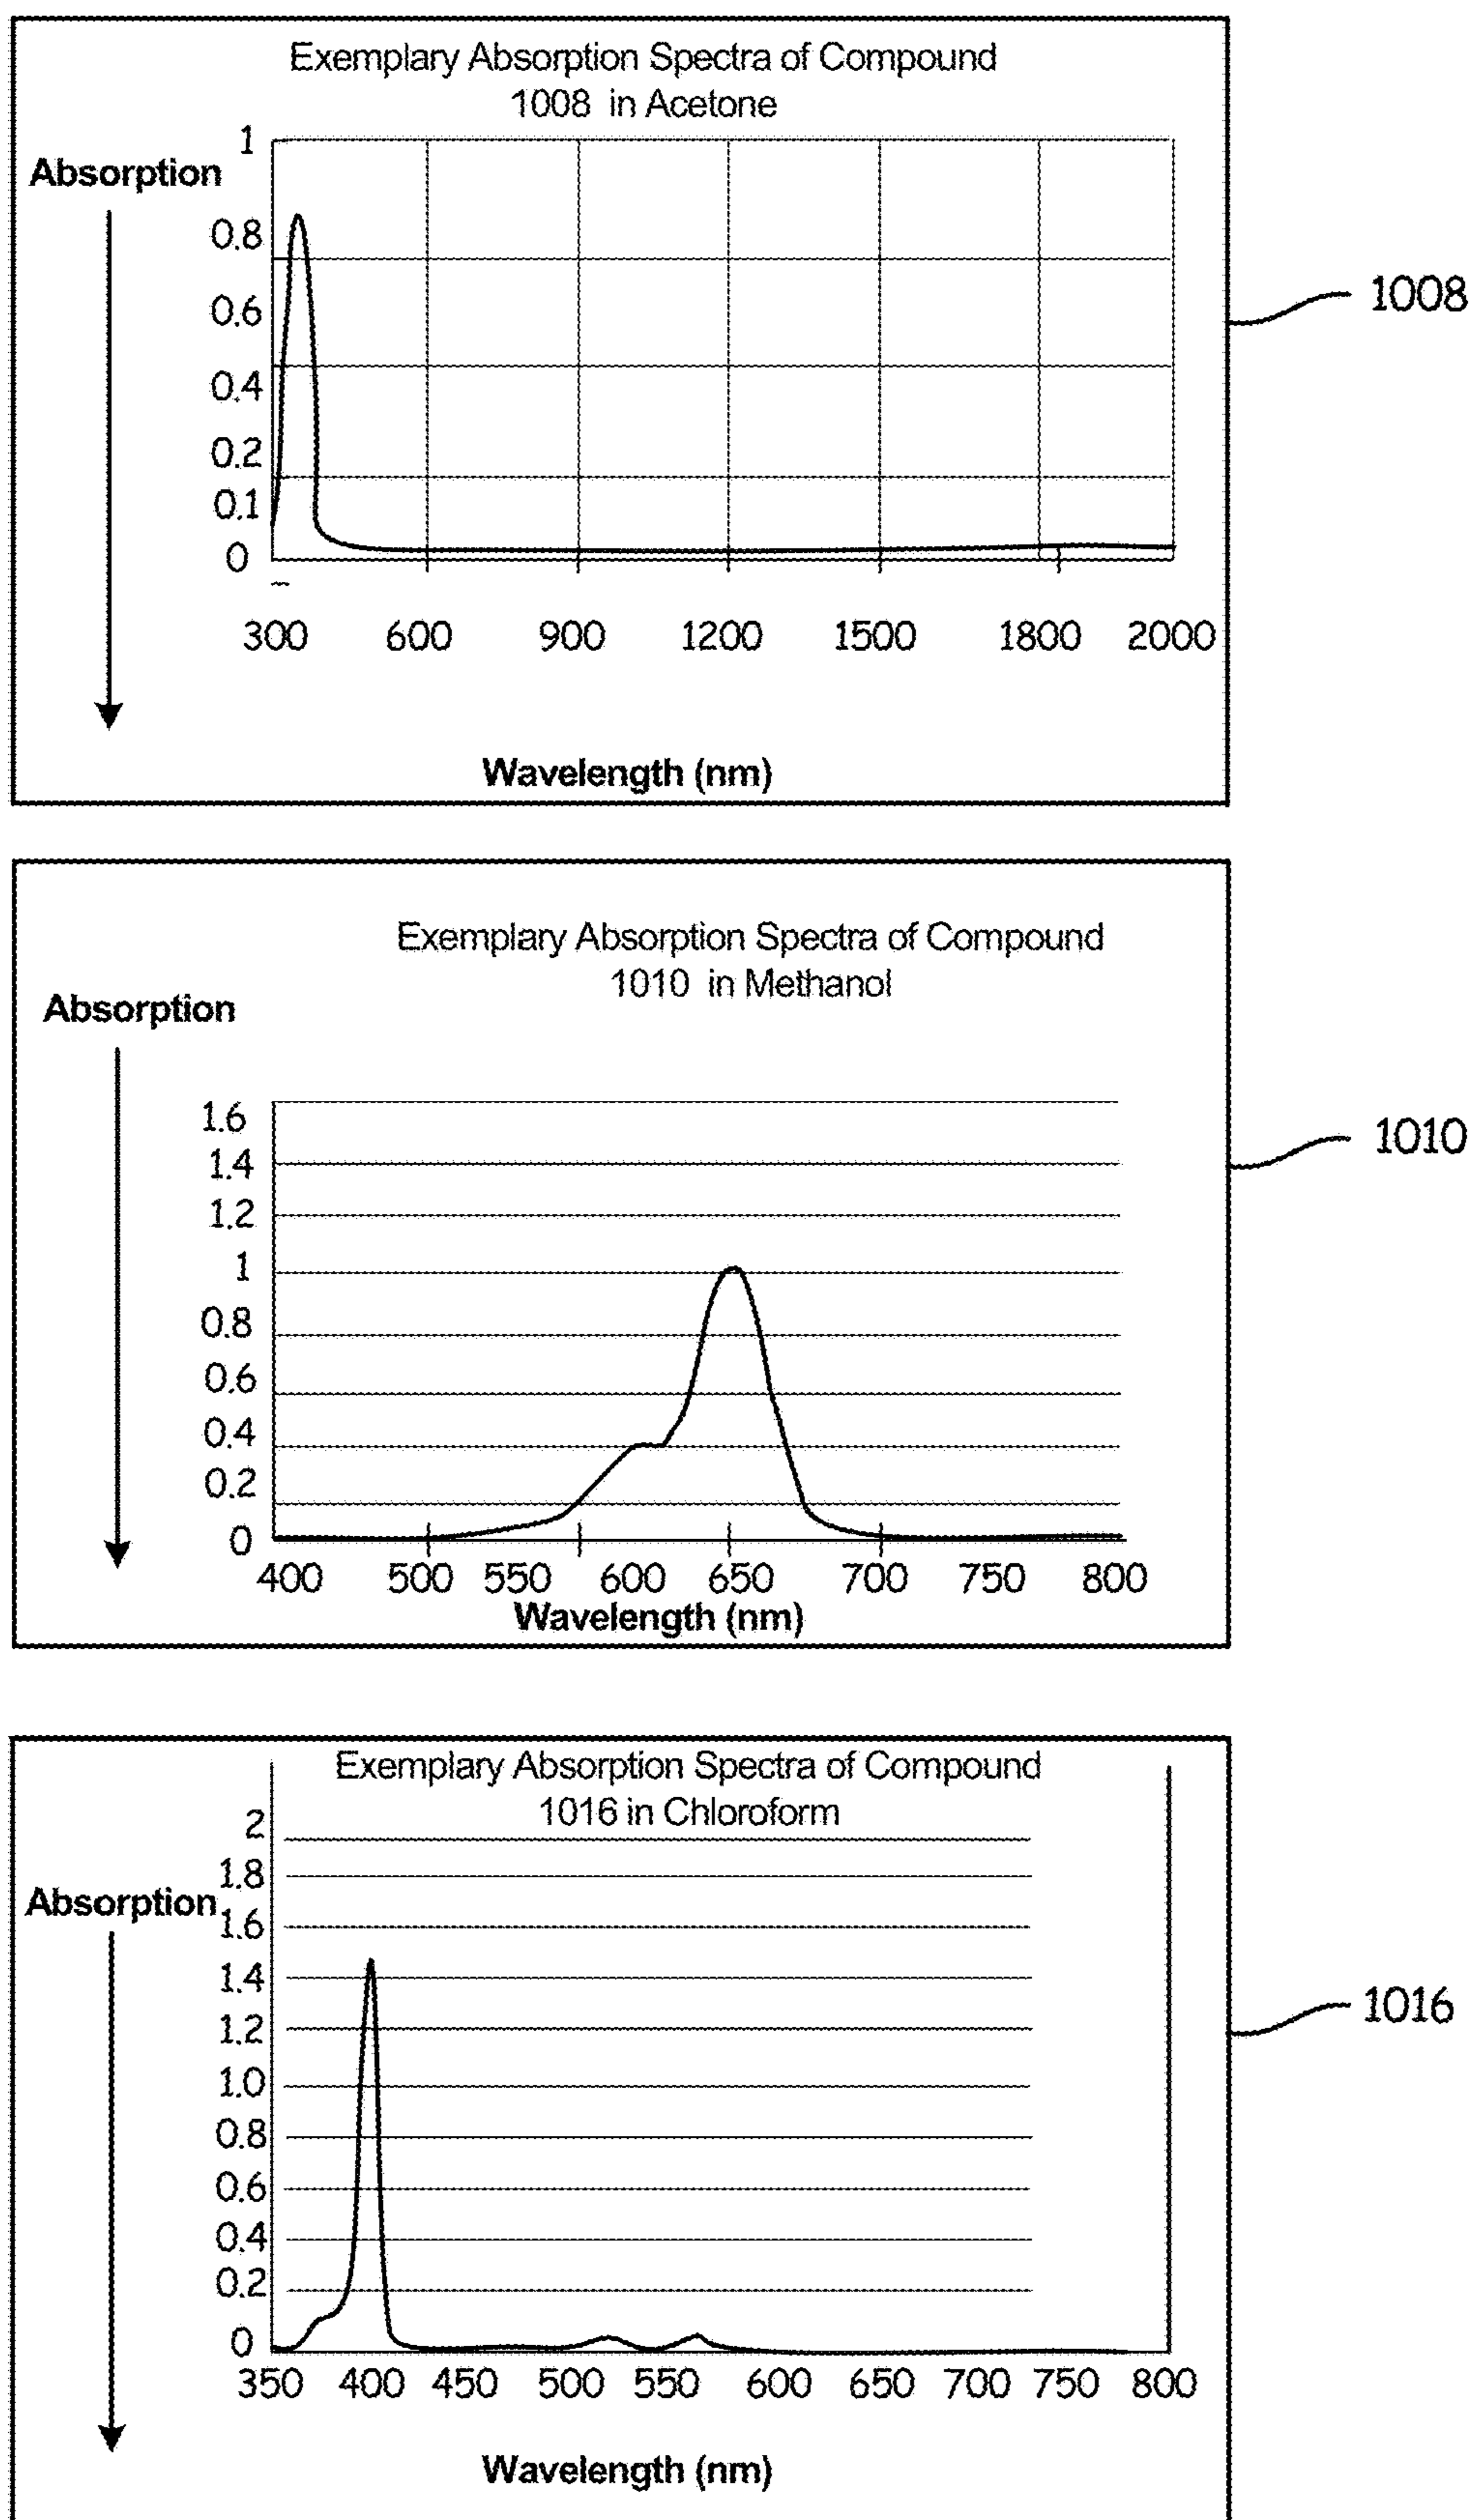 Exemplary Absorption Spectra of Compound
1008 in Acetone
Absorption
1
0.8
0.6
0.4
0.2
0.1
0
300 600 900 1200 1500 1800 2000
Wavelength (nm)
1008
Exemplary Absorption Spectra of Compound
1010 in Methanol
Absorption
1.6
1.4
1.2
1
0.8
0.6
0.4
0.2
0
400 500 550 600 650 700 750 800
Wavelength (nm)
1010
Exemplary Absorption Spectra of Compound
1016 in Chloroform
Absorption
2
1.8
1.6
1.4
1.2
1.0
0.8
0.6
0.4
0.2
0
350 400 450 500 550 600 650 700 750 800
Wavelength (nm)
1016